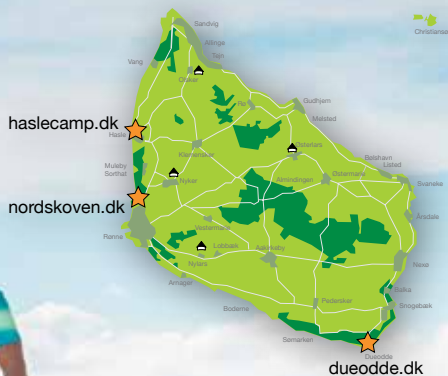 Sandvig
Christiansø
Allinge
Tejn
Vang
Olsker
Rø
Gudhjem
haslecamp.dk
Melsted
Hasle
Klemensker
Østerlars
Muleby
Sorthat
Bølshavn
Listed
Nyker
Almindingen
Østermarie
Svaneke
nordskoven.dk
Årsdale
Vestermarie
Rønne
Lobbæk
Aakirkeby
Nylars
Nexø
Arnager
Balka
Boderne
Pedersker
Snogebæk
Sømarken
Dueodde
dueodde.dk